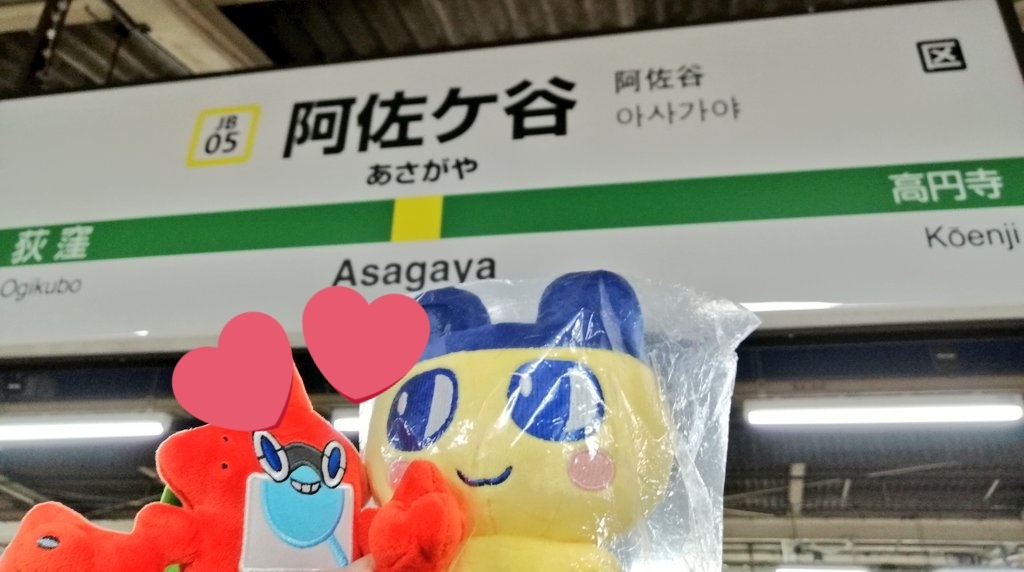 JB
05
阿佐ケ谷
あさがや
阿佐谷
아사가야
区
荻窪
高円寺
Ogikubo
Asagaya
Kōenji